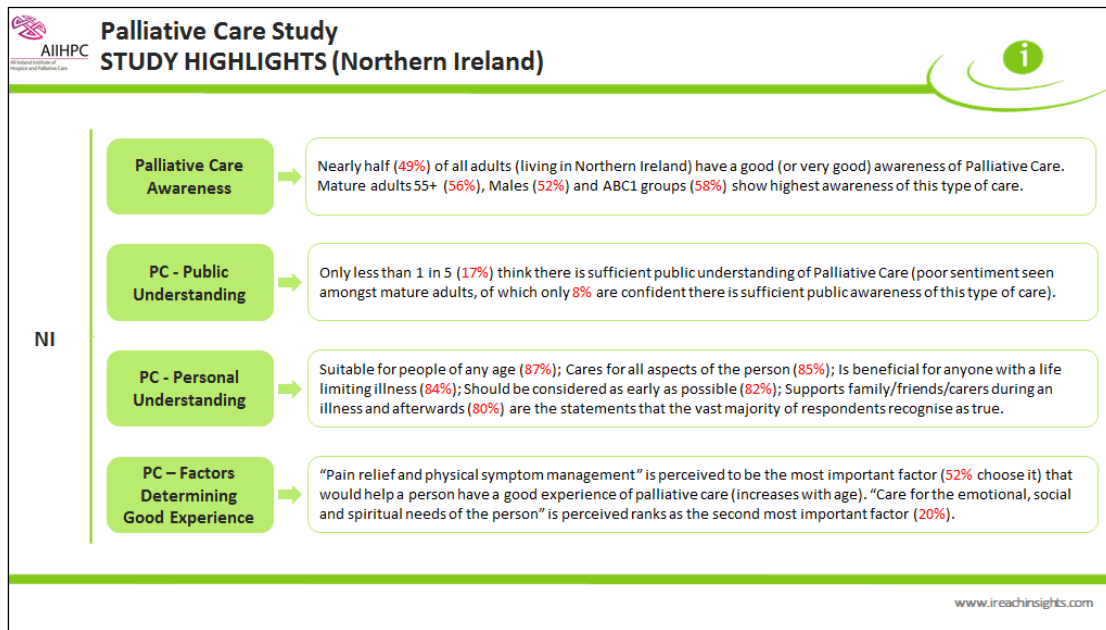 AIIHPC
All Ireland Institute of
Hospice and Palliative Care
Palliative Care Study
STUDY HIGHLIGHTS (Northern Ireland)
i
NI
Palliative Care
Awareness
Nearly half (49%) of all adults (living in Northern Ireland) have a good (or very good) awareness of Palliative Care.
Mature adults 55+ (56%), Males (52%) and ABC1 groups (58%) show highest awareness of this type of care.
PC - Public
Understanding
Only less than 1 in 5 (17%) think there is sufficient public understanding of Palliative Care (poor sentiment seen
amongst mature adults, of which only 8% are confident there is sufficient public awareness of this type of care).
PC - Personal
Understanding
Suitable for people of any age (87%); Cares for all aspects of the person (85%); Is beneficial for anyone with a life
limiting illness (84%); Should be considered as early as possible (82%); Supports family/friends/carers during an
illness and afterwards (80%) are the statements that the vast majority of respondents recognise as true.
PC – Factors
Determining
Good Experience
“Pain relief and physical symptom management” is perceived to be the most important factor (52% choose it) that
would help a person have a good experience of palliative care (increases with age). “Care for the emotional, social
and spiritual needs of the person” is perceived ranks as the second most important factor (20%).
www.ireachinsights.com